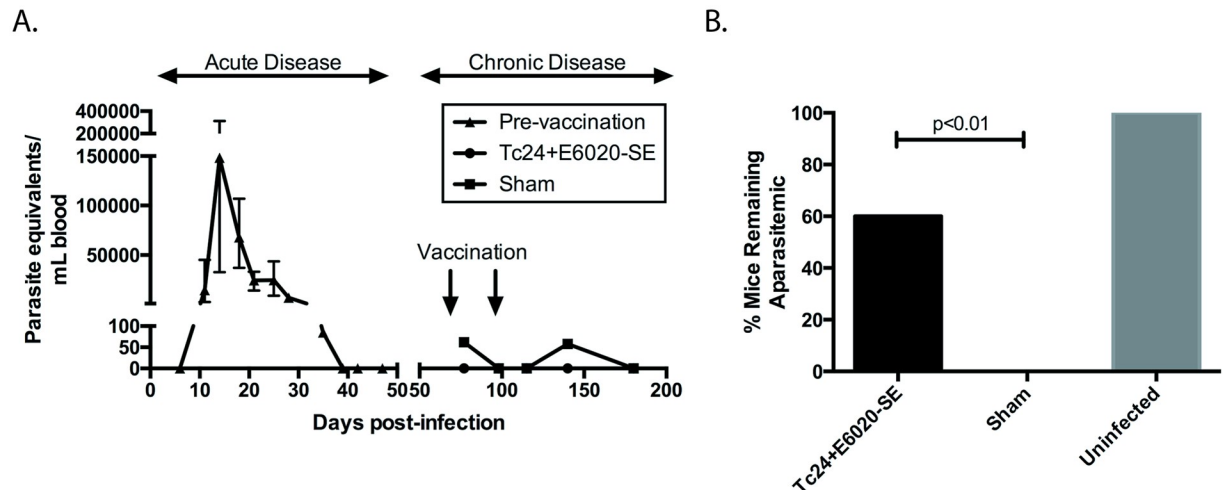 A.
Acute Disease
Chronic Disease
400000
200000
150000
100000
50000
100
50
0
Parasite equivalents/
mL blood
Pre-vaccination
Tc24+E6020-SE
Sham
Vaccination
0 10 20 30 40 50 50 100 150 200
Days post-infection
B.
p<0.01
100
80
60
40
20
0
% Mice Remaining
Aparasitemic
Tc24+E6020-SE
Sham
Uninfected